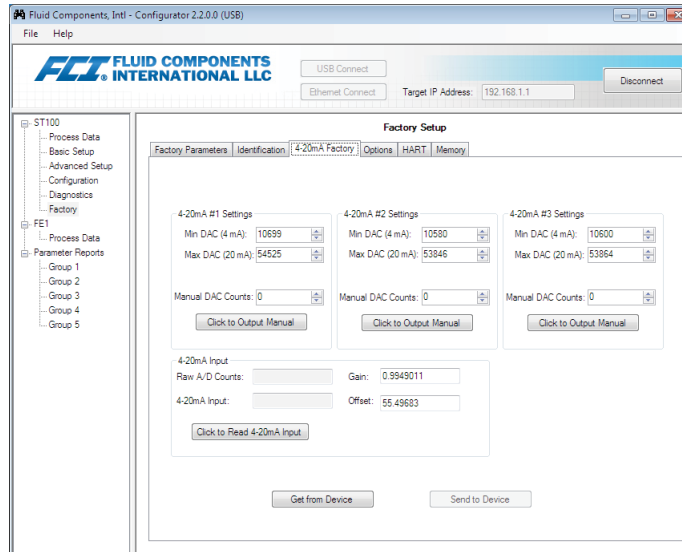 Fluid Components, Intl - Configurator 2.2.0.0 (USB)
File Help
FCI FLUID COMPONENTS
® INTERNATIONAL LLC
USB Connect
Ethernet Connect Target IP Address: 192.168.1.1
Disconnect
ST100
Process Data
Basic Setup
Advanced Setup
Configuration
Diagnostics
Factory
FE1
Process Data
Parameter Reports
Group 1
Group 2
Group 3
Group 4
Group 5
Factory Setup
Factory Parameters Identification 4-20mA Factory Options HART Memory
4-20mA #1 Settings
Min DAC (4 mA): 10699
Max DAC (20 mA): 54525
Manual DAC Counts: 0
Click to Output Manual
4-20mA #2 Settings
Min DAC (4 mA): 10580
Max DAC (20 mA): 53846
Manual DAC Counts: 0
Click to Output Manual
4-20mA #3 Settings
Min DAC (4 mA): 10600
Max DAC (20 mA): 53864
Manual DAC Counts: 0
Click to Output Manual
4-20mA Input
Raw A/D Counts: Gain: 0.9949011
4-20mA Input: Offset: 55.49683
Click to Read 4-20mA Input
Get from Device Send to Device